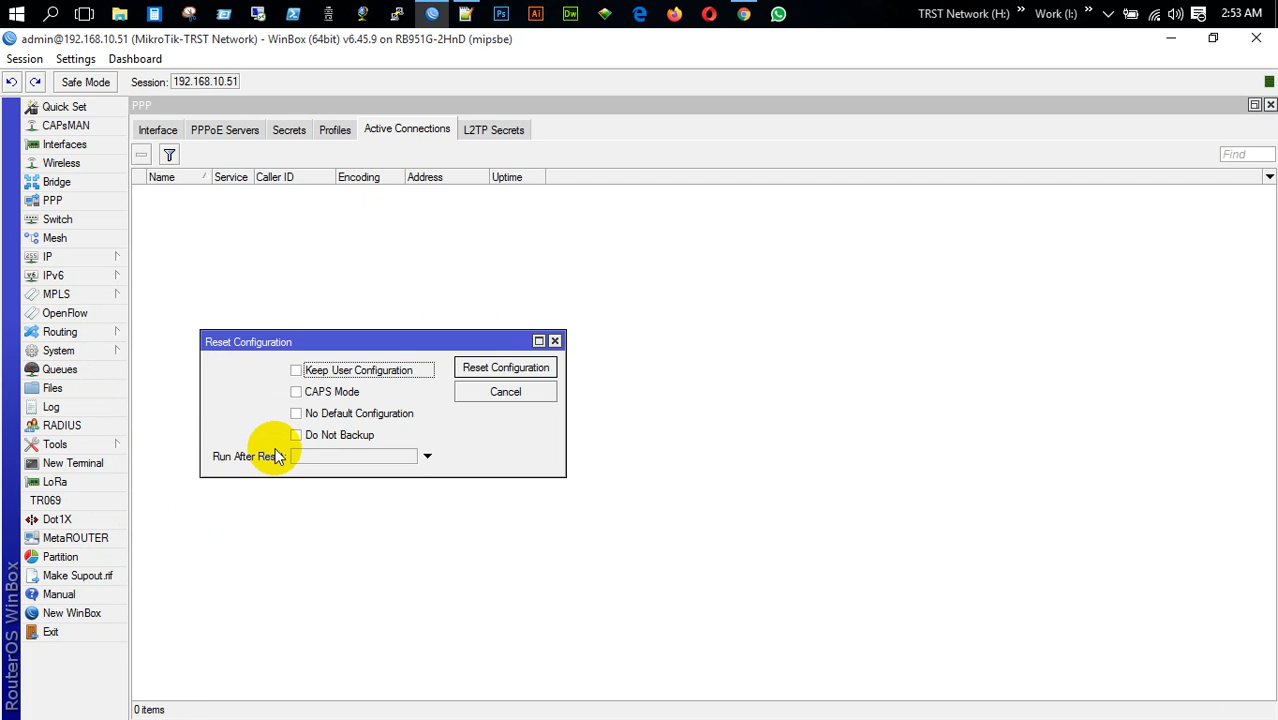 TRST Network (H:) » Work (I:) » 2:53 AM
admin@192.168.10.51 (MikroTik-TRST Network) - WinBox (64bit) v6.45.9 on RB951G-2HnD (mipsbe)
Session Settings Dashboard
Safe Mode Session: 192.168.10.51
Quick Set
CAPsMAN
Interfaces
Wireless
Bridge
PPP
Switch
Mesh
IP
IPv6
MPLS
OpenFlow
Routing
System
Queues
Files
Log
RADIUS
Tools
New Terminal
LoRa
TR069
Dot1X
MetaROUTER
Partition
Make Supout.rif
Manual
New WinBox
Exit
RouterOS WinBox
PPP
Interface PPPoE Servers Secrets Profiles Active Connections L2TP Secrets
Find
Name Service Caller ID Encoding Address Uptime
Reset Configuration
Keep User Configuration
CAPS Mode
No Default Configuration
Do Not Backup
Run After Reset:
Reset Configuration
Cancel
0 items